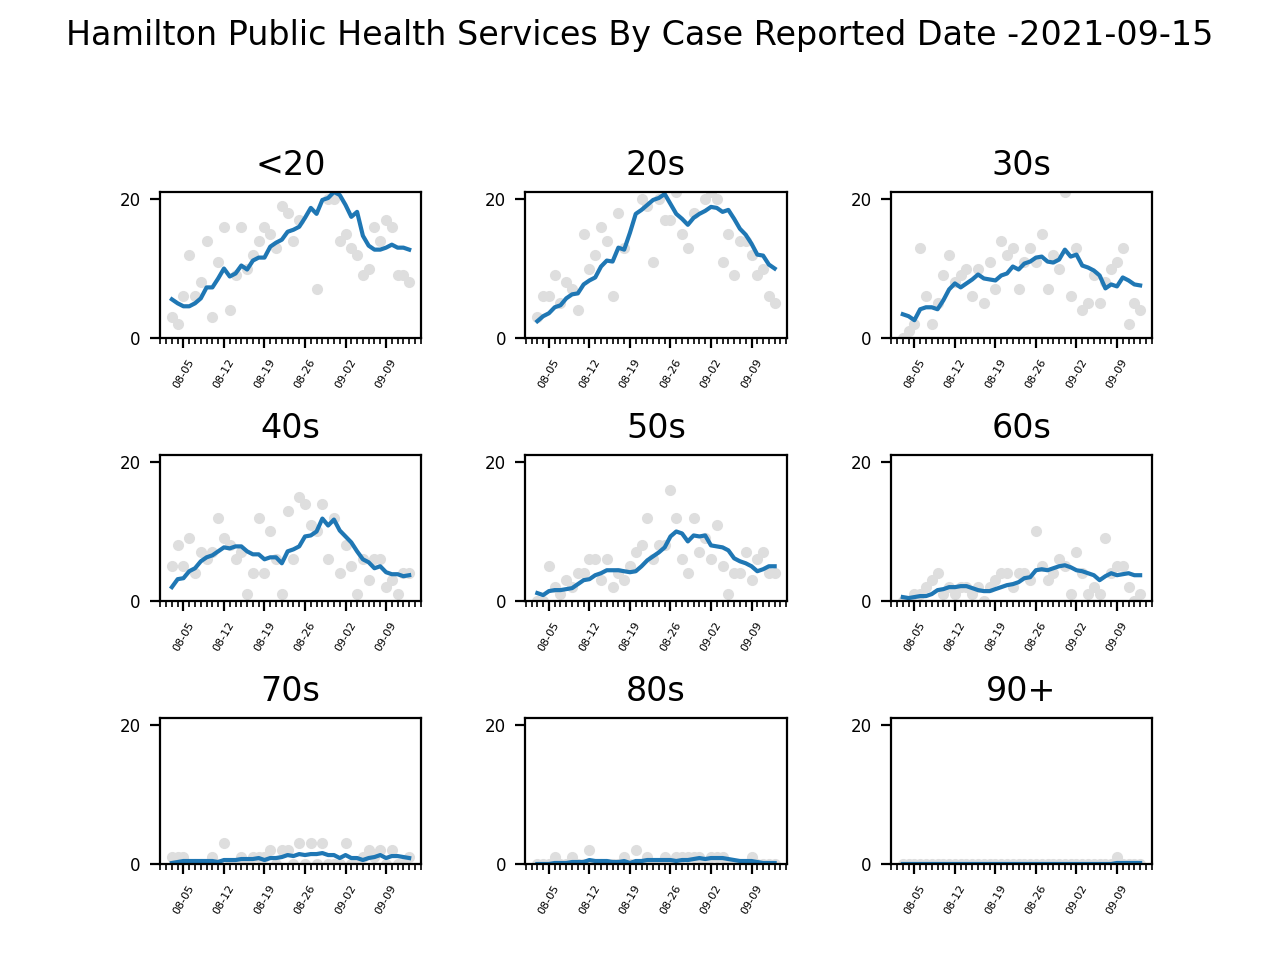 Hamilton Public Health Services By Case Reported Date -2021-09-15
<20 20s 30s
20 20 20
0 0 0
08-05 08-12 08-19 08-26 09-02 09-09 08-05 08-12 08-19 08-26 09-02 09-09 08-05 08-12 08-19 08-26 09-02 09-09
40s 50s 60s
20 20 20
0 0 0
08-05 08-12 08-19 08-26 09-02 09-09 08-05 08-12 08-19 08-26 09-02 09-09 08-05 08-12 08-19 08-26 09-02 09-09
70s 80s 90+
20 20 20
0 0 0
08-05 08-12 08-19 08-26 09-02 09-09 08-05 08-12 08-19 08-26 09-02 09-09 08-05 08-12 08-19 08-26 09-02 09-09